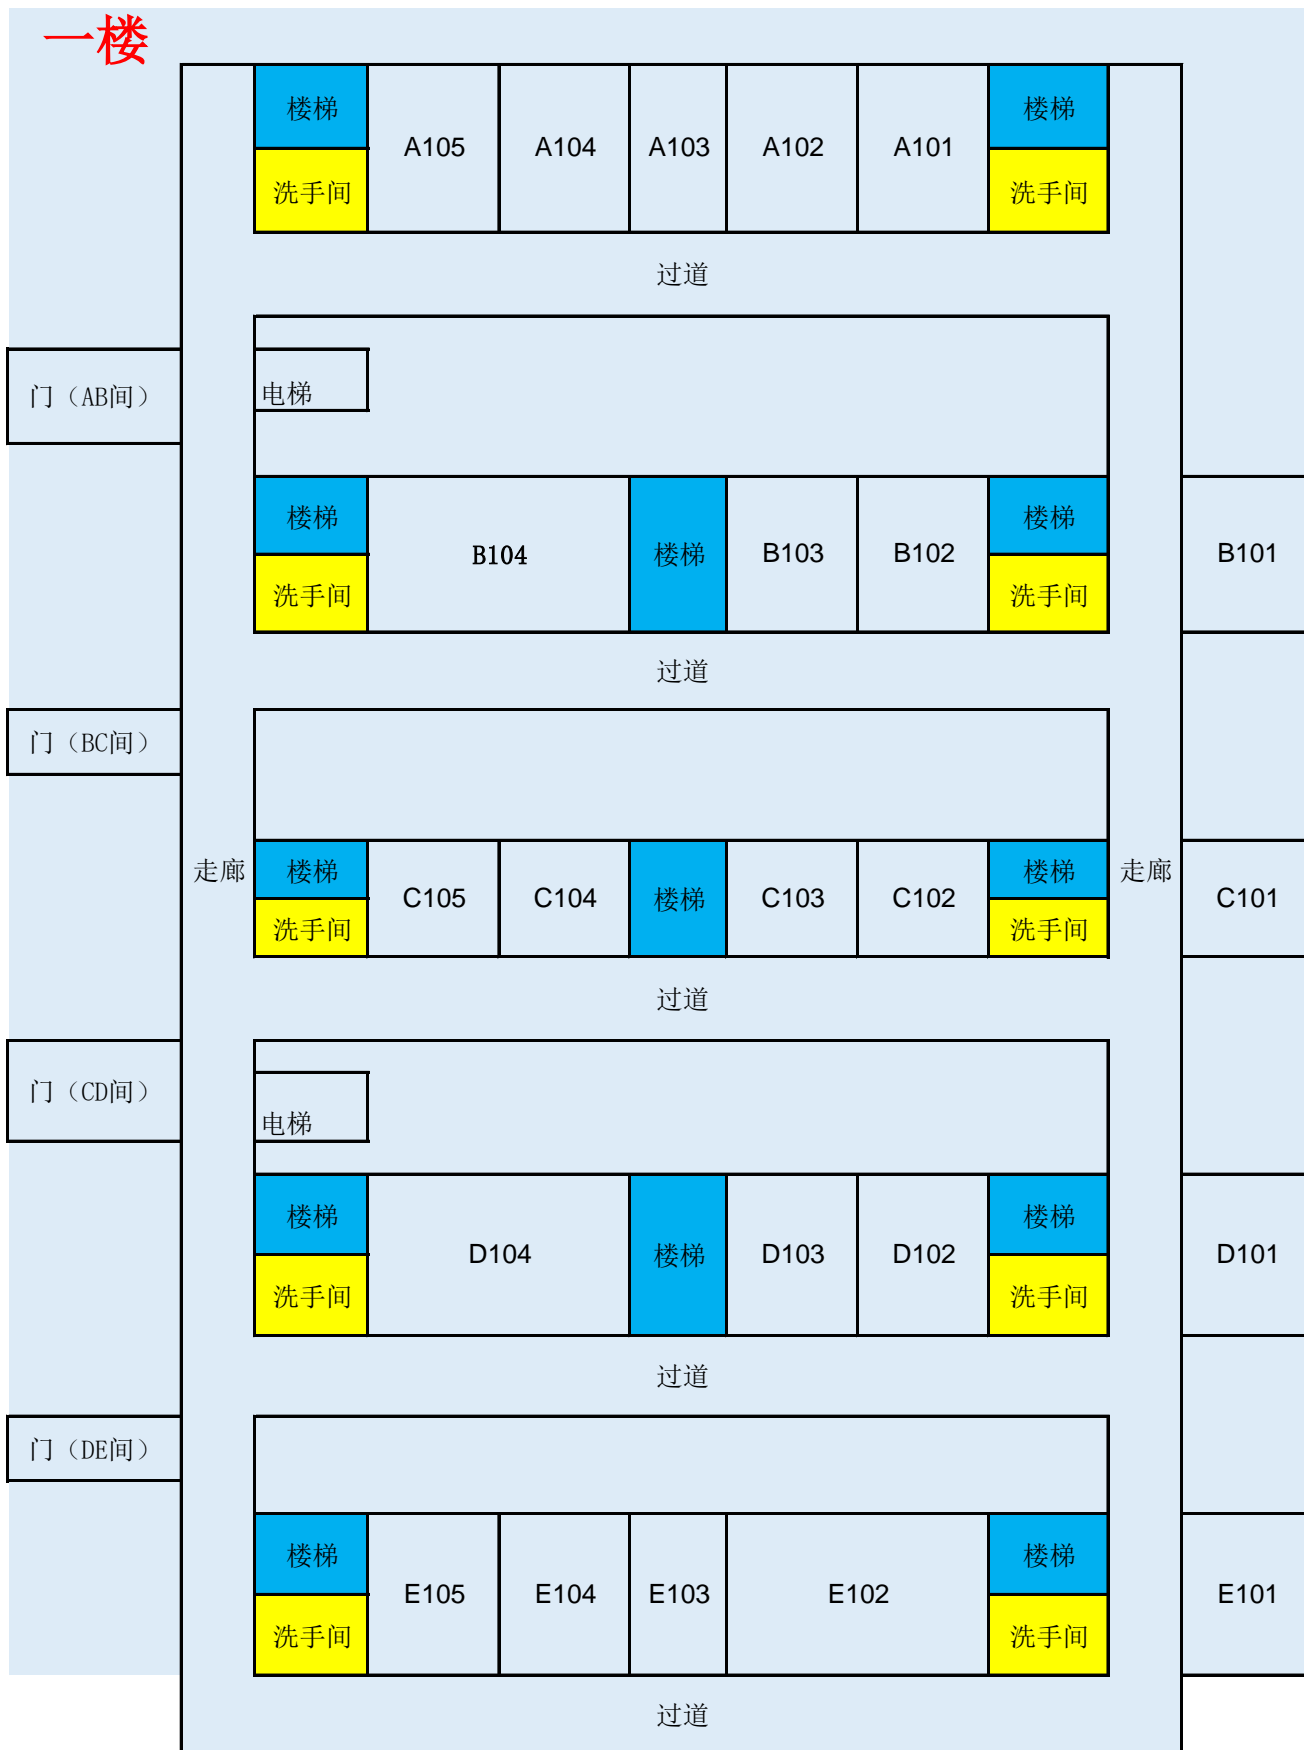 一楼
楼梯
A105
A104
A103
A102
A101
楼梯
洗手间
洗手间
过道
门（AB间）
电梯
楼梯
B104
楼梯
B103
B102
楼梯
B101
洗手间
洗手间
过道
门（BC间）
走廊
楼梯
C105
C104
楼梯
C103
C102
楼梯
走廊
C101
洗手间
洗手间
过道
门（CD间）
电梯
楼梯
D104
楼梯
D103
D102
楼梯
D101
洗手间
洗手间
过道
门（DE间）
楼梯
E105
E104
E103
E102
楼梯
E101
洗手间
洗手间
过道